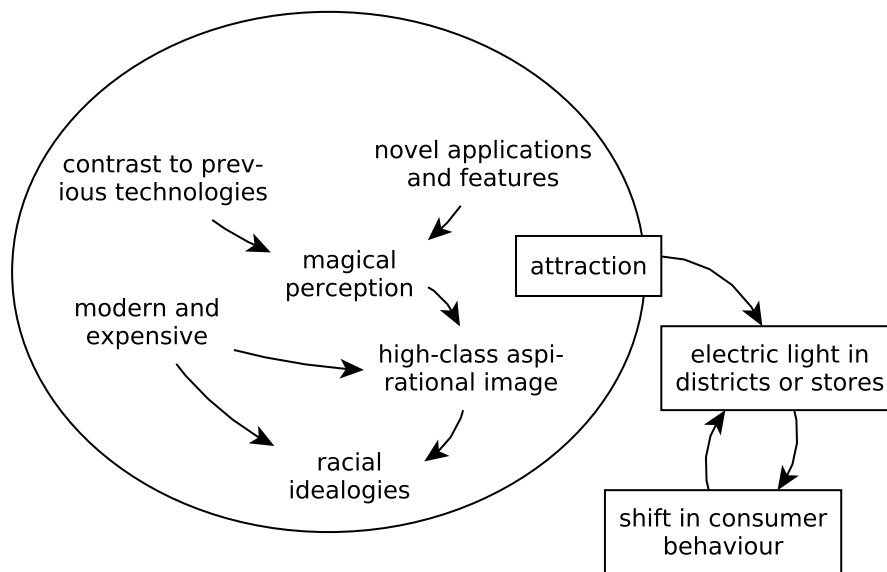 contrast to prev-
ious technologies
novel applications
and features
magical
perception
attraction
modern and
expensive
high-class aspi-
rational image
electric light in
districts or stores
racial
idealogies
shift in consumer
behaviour